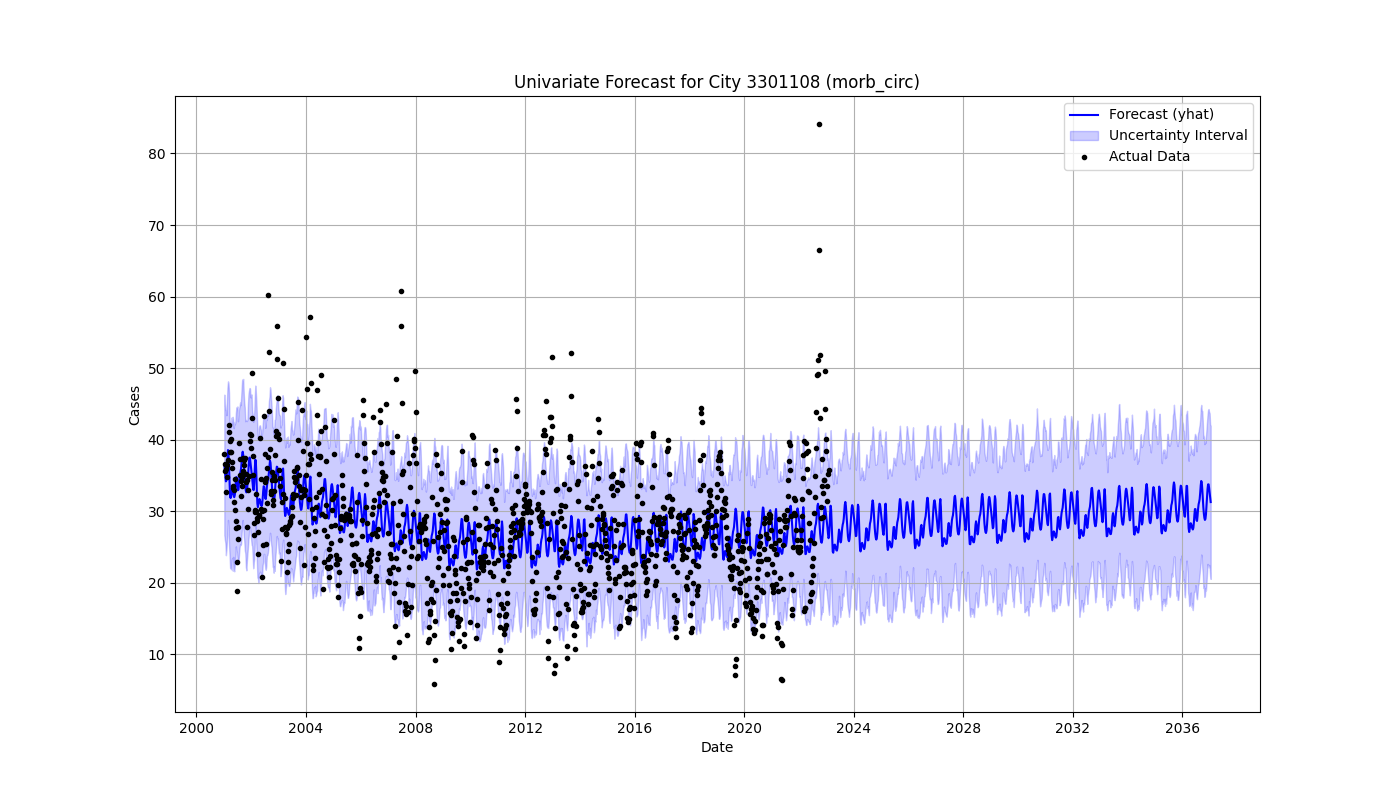 Univariate Forecast for City 3301108 (morb_circ)
Forecast (yhat)
Uncertainty Interval
Actual Data
80
70
60
50
40
30
20
10
Cases
2000 2004 2008 2012 2016 2020 2024 2028 2032 2036
Date